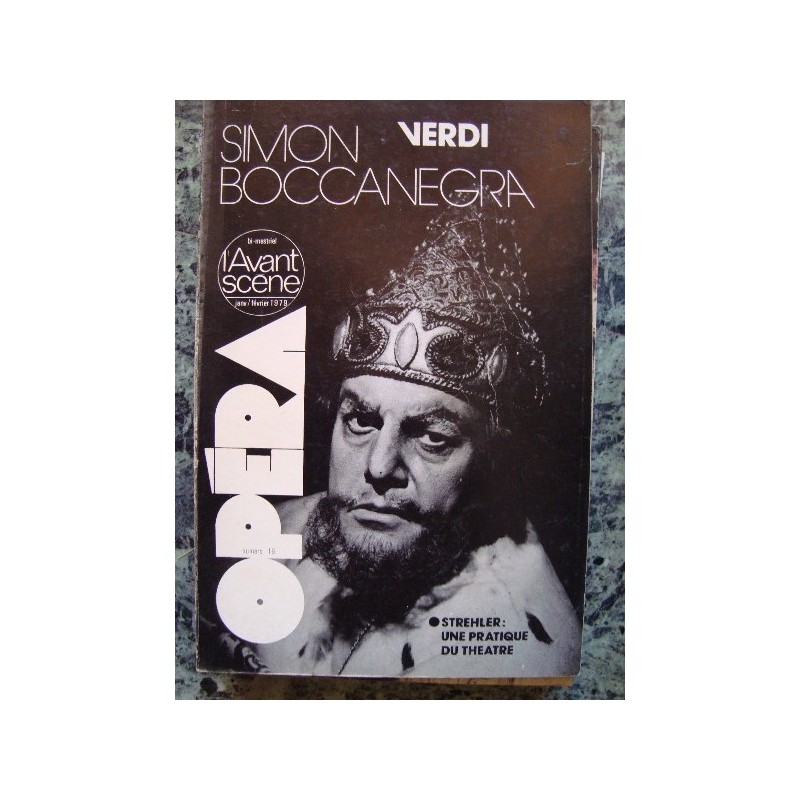 SIMON
VERDI
BOCCANEGRA
bi-mestriel
l'Avant
scène
janv/février 1979
OPÉRA
numéro 19
STREHLER:
UNE PRATIQUE
DU THEATRE